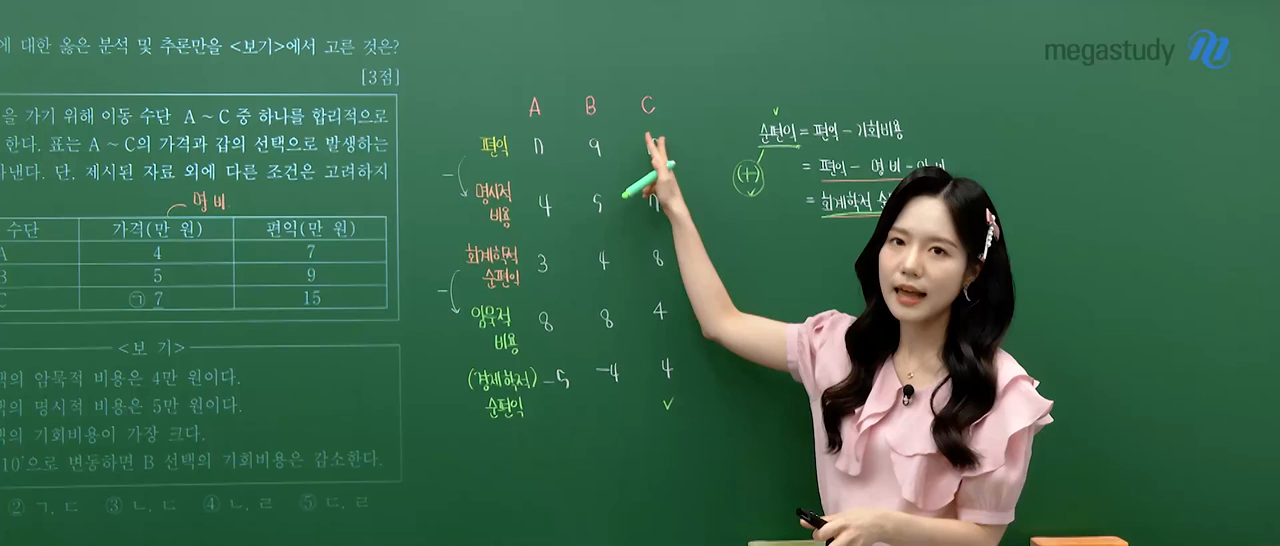 에 대한 옳은 분석 및 추론만을 <보기>에서 고른 것은?
[3점]
을 가기 위해 이동 수단 A ~ C 중 하나를 합리적으로
한다. 표는 A ~ C의 가격과 갑의 선택으로 발생하는
타낸다. 단, 제시된 자료 외에 다른 조건은 고려하지
명 비
수단 가격(만 원) 편익(만 원)
A 4 7
B 5 9
C ㉠ 7 15
<보 기>
택의 암묵적 비용은 4만 원이다.
택의 명시적 비용은 5만 원이다.
택의 기회비용이 가장 크다.
10'으로 변동하면 B 선택의 기회비용은 감소한다.
② ㄱ, ㄷ ③ ㄴ, ㄷ ④ ㄴ, ㄹ ⑤ ㄷ, ㄹ
A B C
편익 7 9
명시적 비용 4 5 7
회계학적 순편익 3 4 8
암묵적 비용 8 8 4
(경제학적) 순편익 -5 -4 4
순편익 = 편익 - 기회비용
(+)
= 편익 - 명 비 -
= 회계학적
megastudy